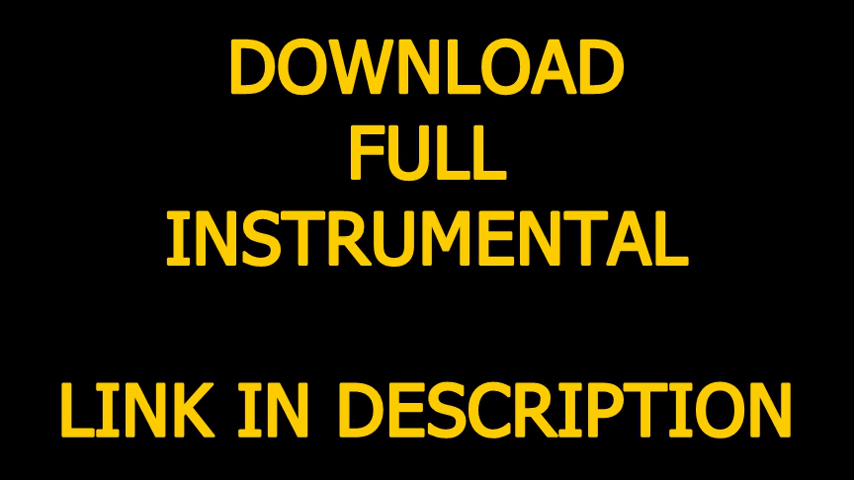 DOWNLOAD
FULL
INSTRUMENTAL
LINK IN DESCRIPTION